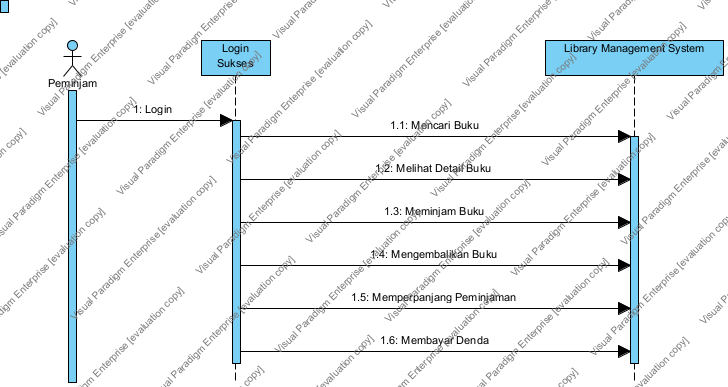 Login
Sukses
Library Management System
Peminjam
1: Login
1.1: Mencari Buku
1.2: Melihat Detail Buku
1.3: Meminjam Buku
1.4: Mengembalikan Buku
1.5: Memperpanjang Peminjaman
1.6: Membayar Denda
Visual Paradigm Enterprise [evaluation copy]